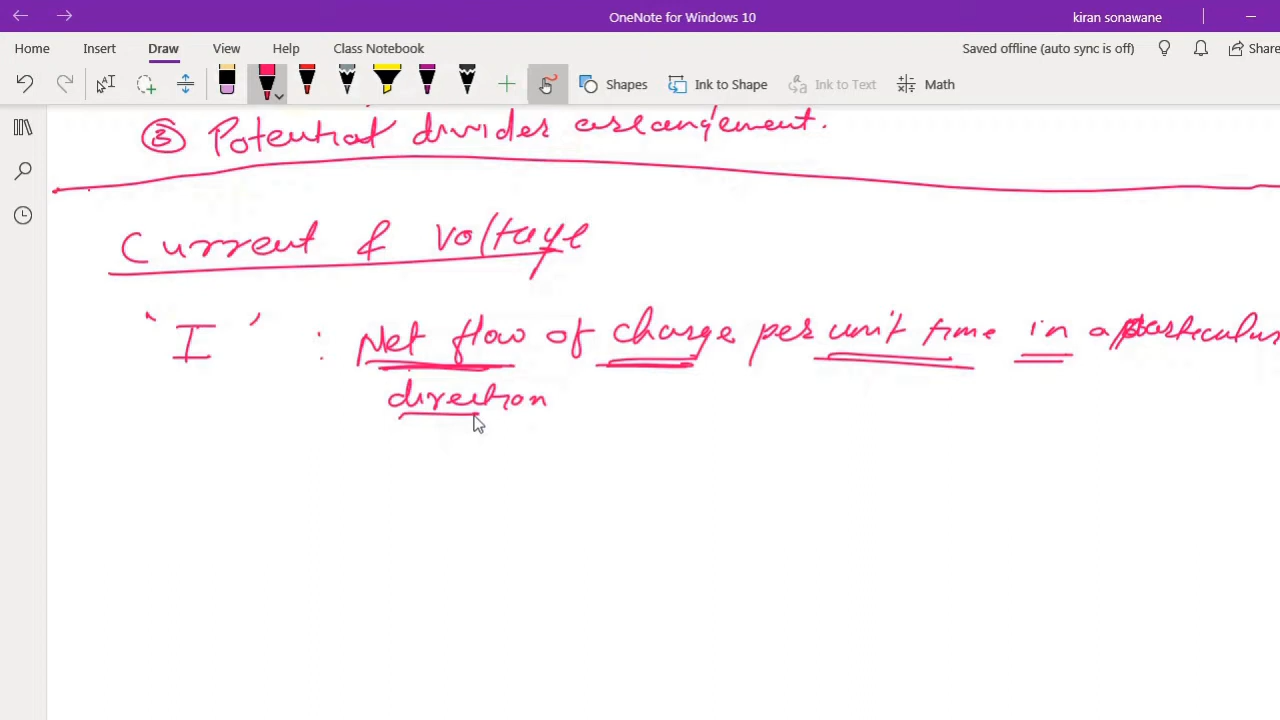 OneNote for Windows 10
kiran sonawane
Home Insert Draw View Help Class Notebook
Saved offline (auto sync is off)
Share
Shapes Ink to Shape Ink to Text Math
③ Potential divider arrangement.
Current & Voltage
'I' : Net flow of charge per unit time in a particular
direction